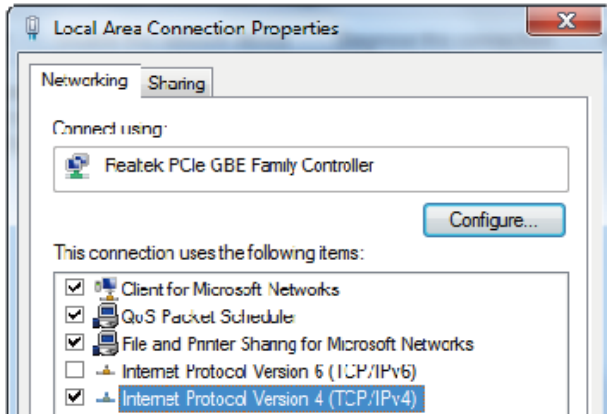 Local Area Connection Properties
Networking
Sharing
Connect using:
Realtek PCIe GBE Family Controller
Configure...
This connection uses the following items:
Client for Microsoft Networks
QoS Packet Scheduler
File and Printer Sharing for Microsoft Networks
Internet Protocol Version 6 (TCP/IPv6)
Internet Protocol Version 4 (TCP/IPv4)